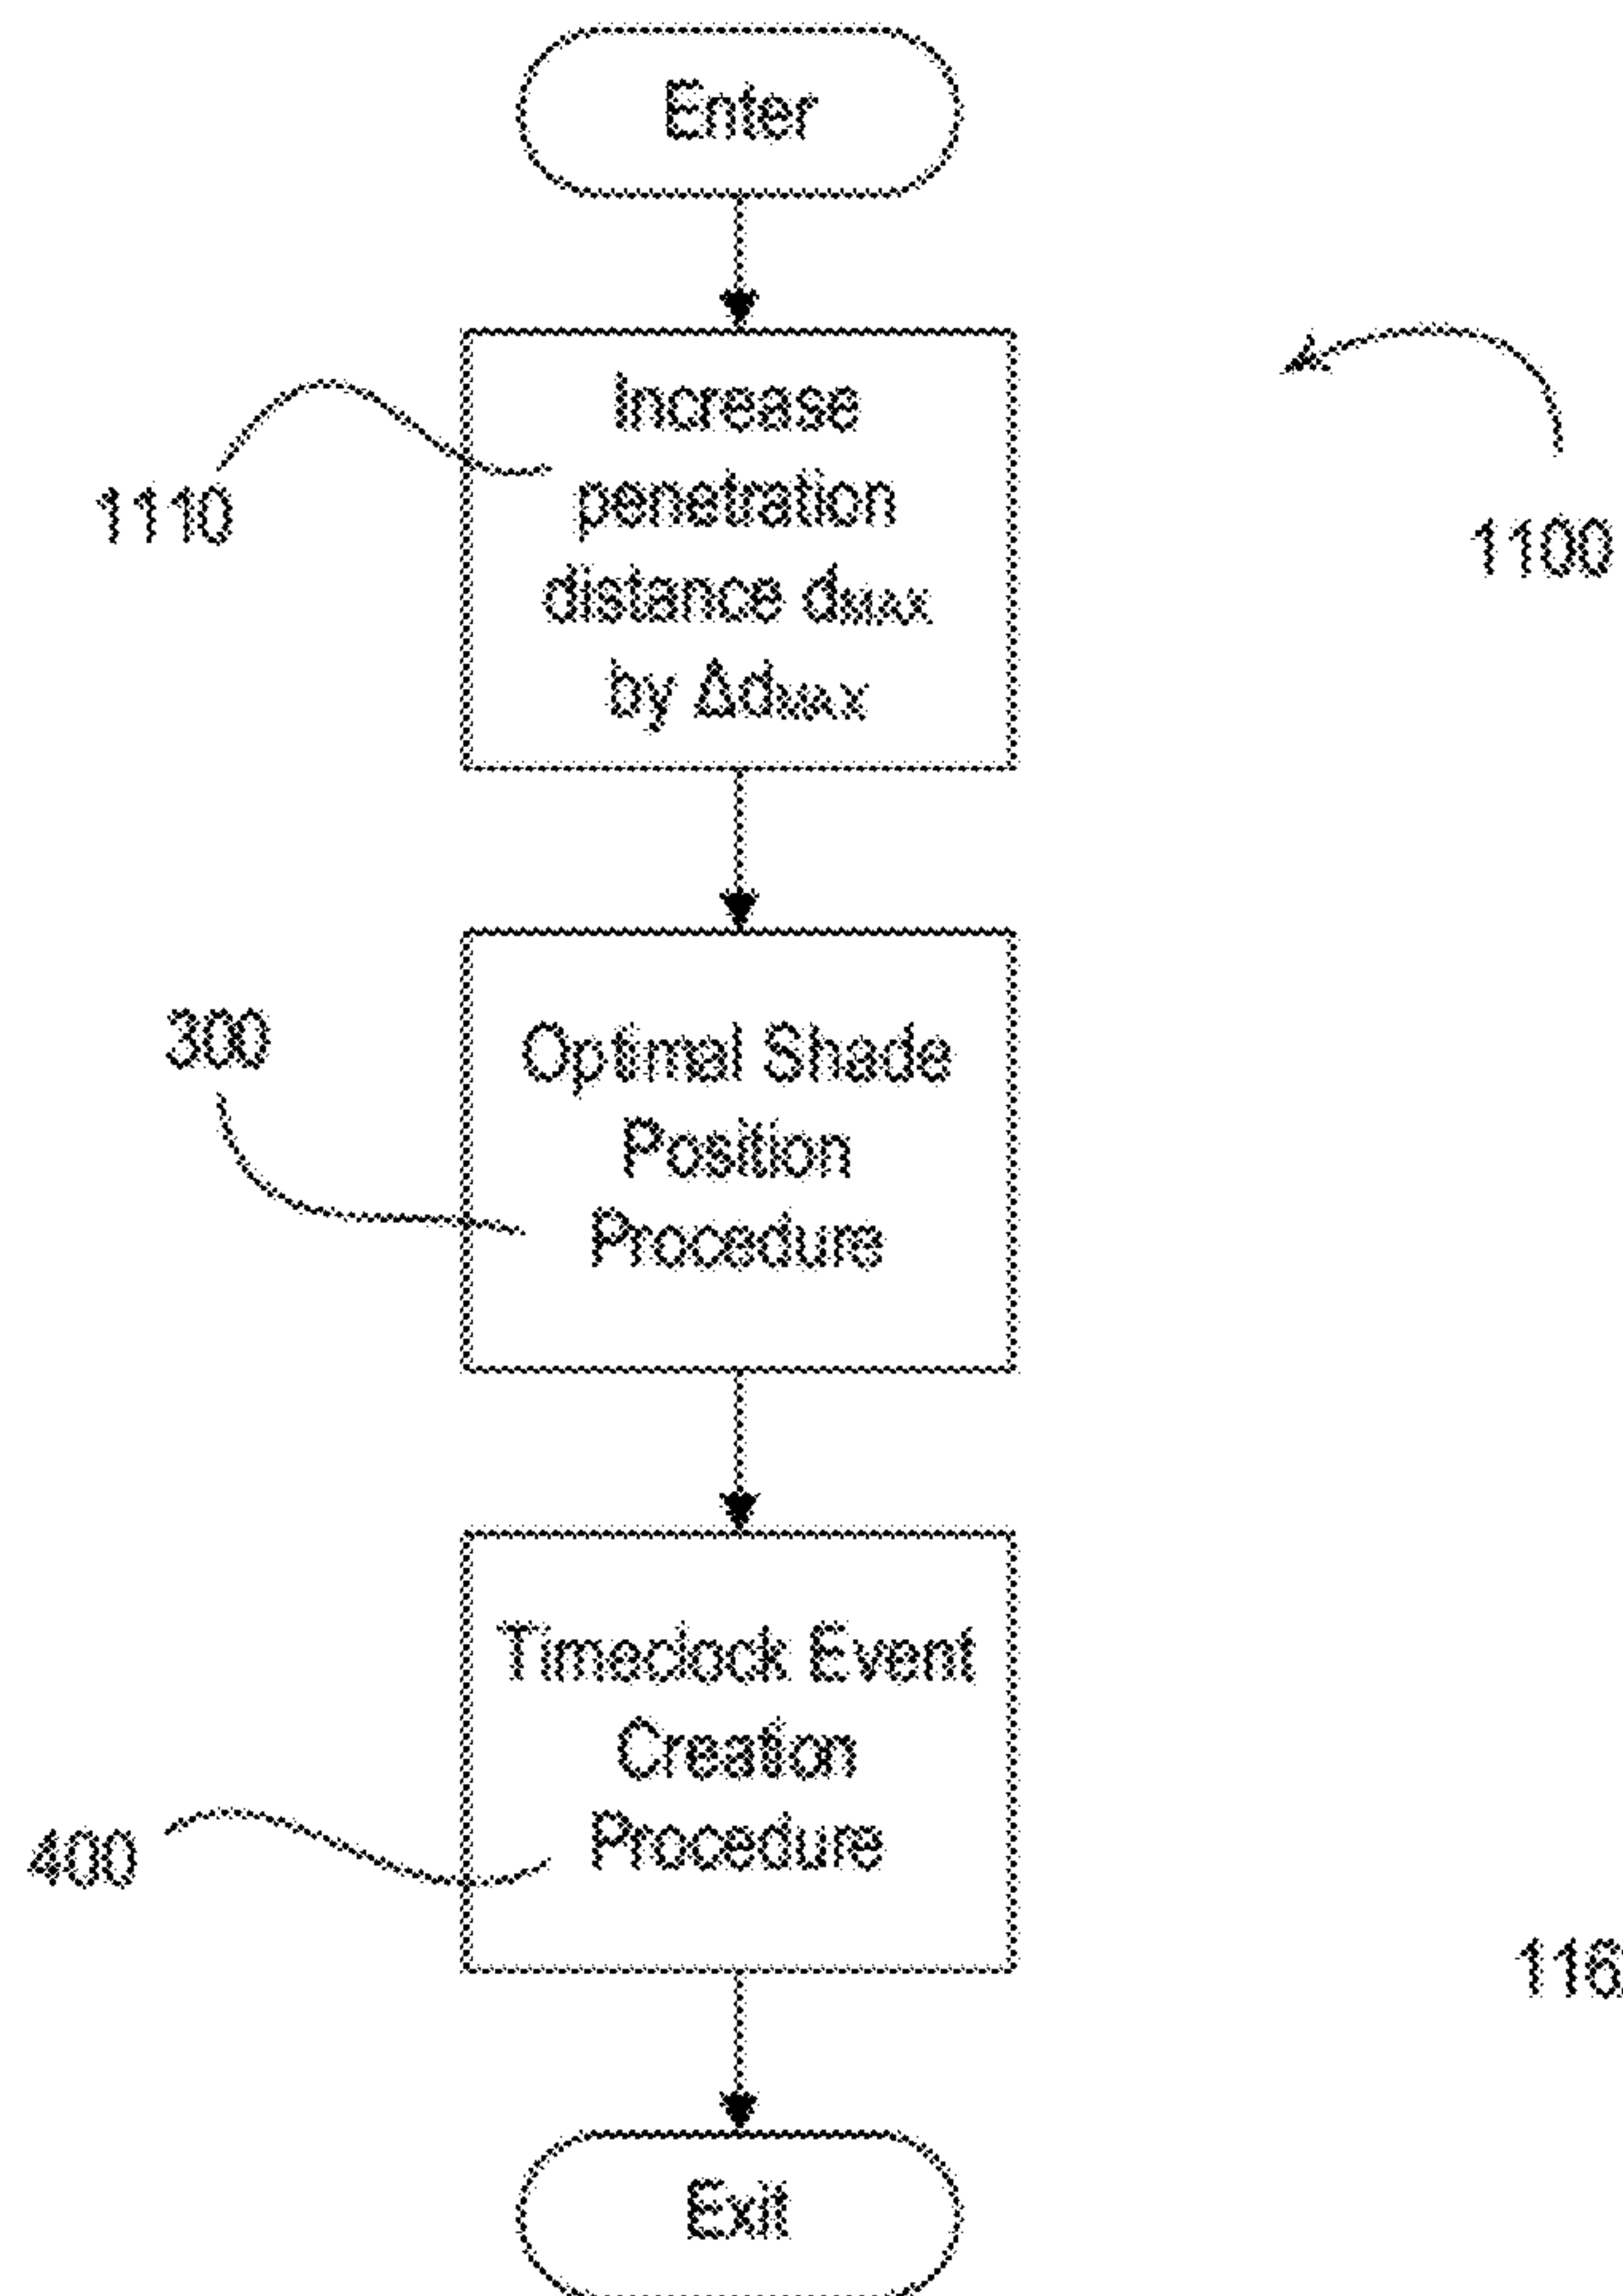 Enter
Increase
penetration
distance dMAX
by ΔdMAX
1110
1100
Optimal Shade
Position
Procedure
300
Timeclock Event
Creation
Procedure
400
116
Exit